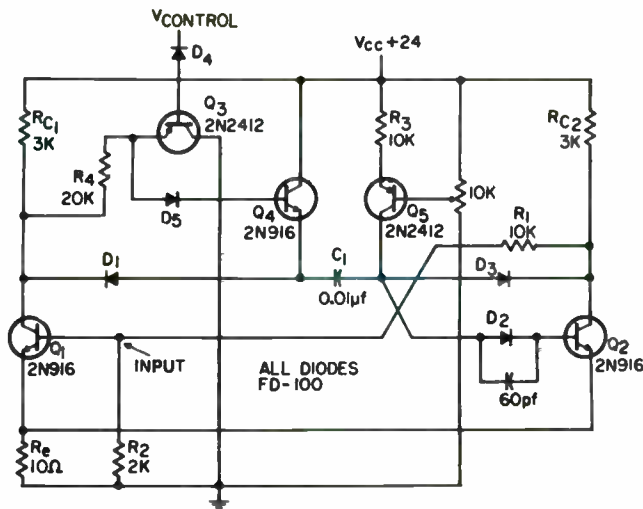 VCONTROL
D4
VCC+24
RC1
3K
Q3
2N2412
R3
10K
RC2
3K
R4
20K
D5
Q4
2N916
Q5
2N2412
10K
R1
10K
D1
C1
0.01μf
D3
D2
Q1
2N916
INPUT
ALL DIODES
FD-100
60pf
Q2
2N916
Re
10Ω
R2
2K